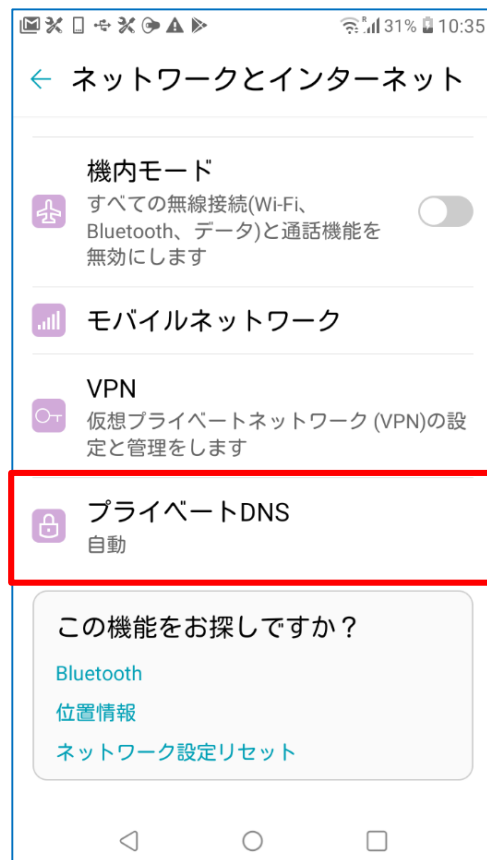 31% 10:35
ネットワークとインターネット
機内モード
すべての無線接続(Wi-Fi、
Bluetooth、データ)と通話機能を
無効にします
モバイルネットワーク
VPN
仮想プライベートネットワーク (VPN)の設
定と管理をします
プライベートDNS
自動
この機能をお探しですか？
Bluetooth
位置情報
ネットワーク設定リセット